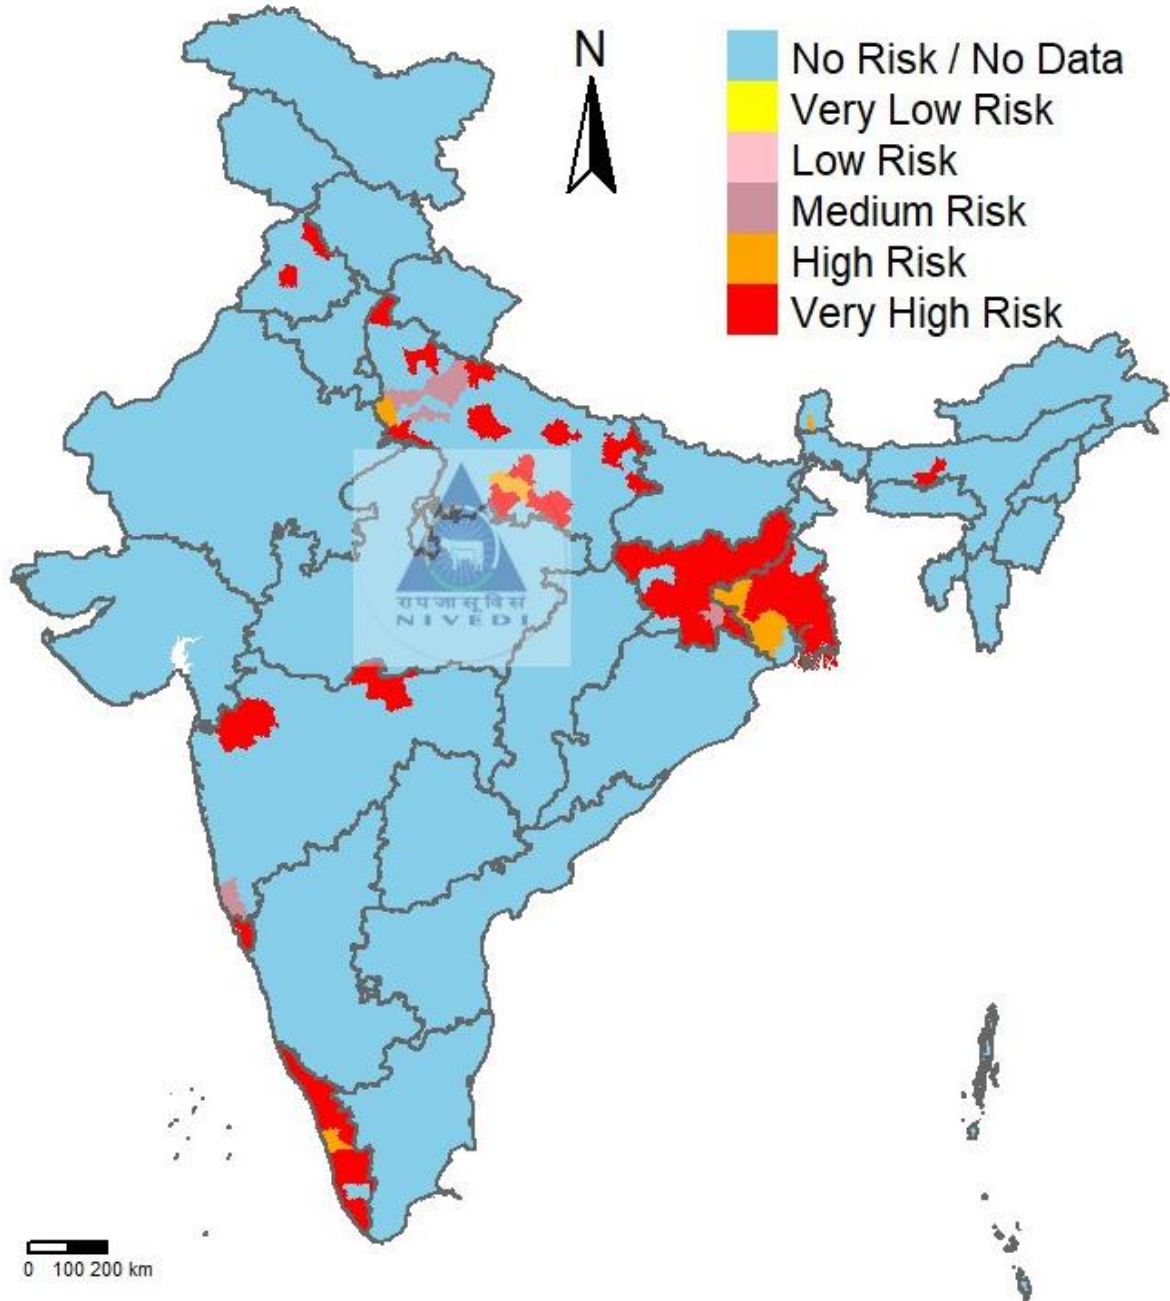 N
No Risk / No Data
Very Low Risk
Low Risk
Medium Risk
High Risk
Very High Risk
रा प जा सू वि सं
NIVEDI
0 100 200 km